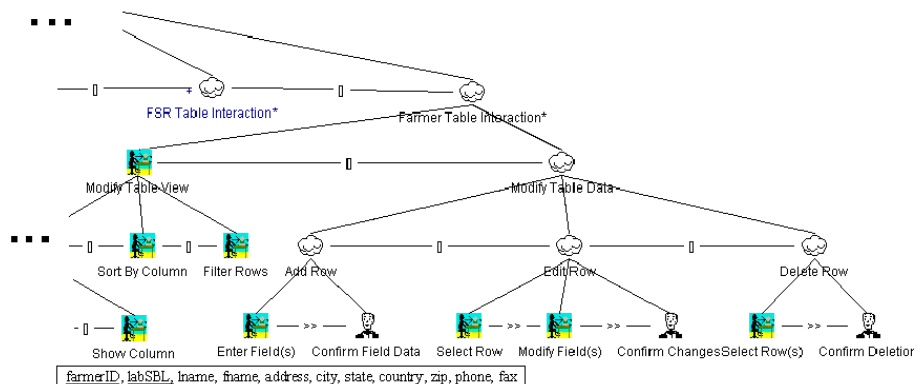 ...
[] + []
FSR Table Interaction*
Farmer Table Interaction*
[]
Modify Table View
Modify Table Data
...
[] [] [] []
Sort By Column Filter Rows Add Row Edit Row Delete Row
[] >> >> >> >>
Show Column Enter Field(s) Confirm Field Data Select Row Modify Field(s) Confirm Changes Select Row(s) Confirm Deletion
farmerID, labSBL, lname, fname, address, city, state, country, zip, phone, fax